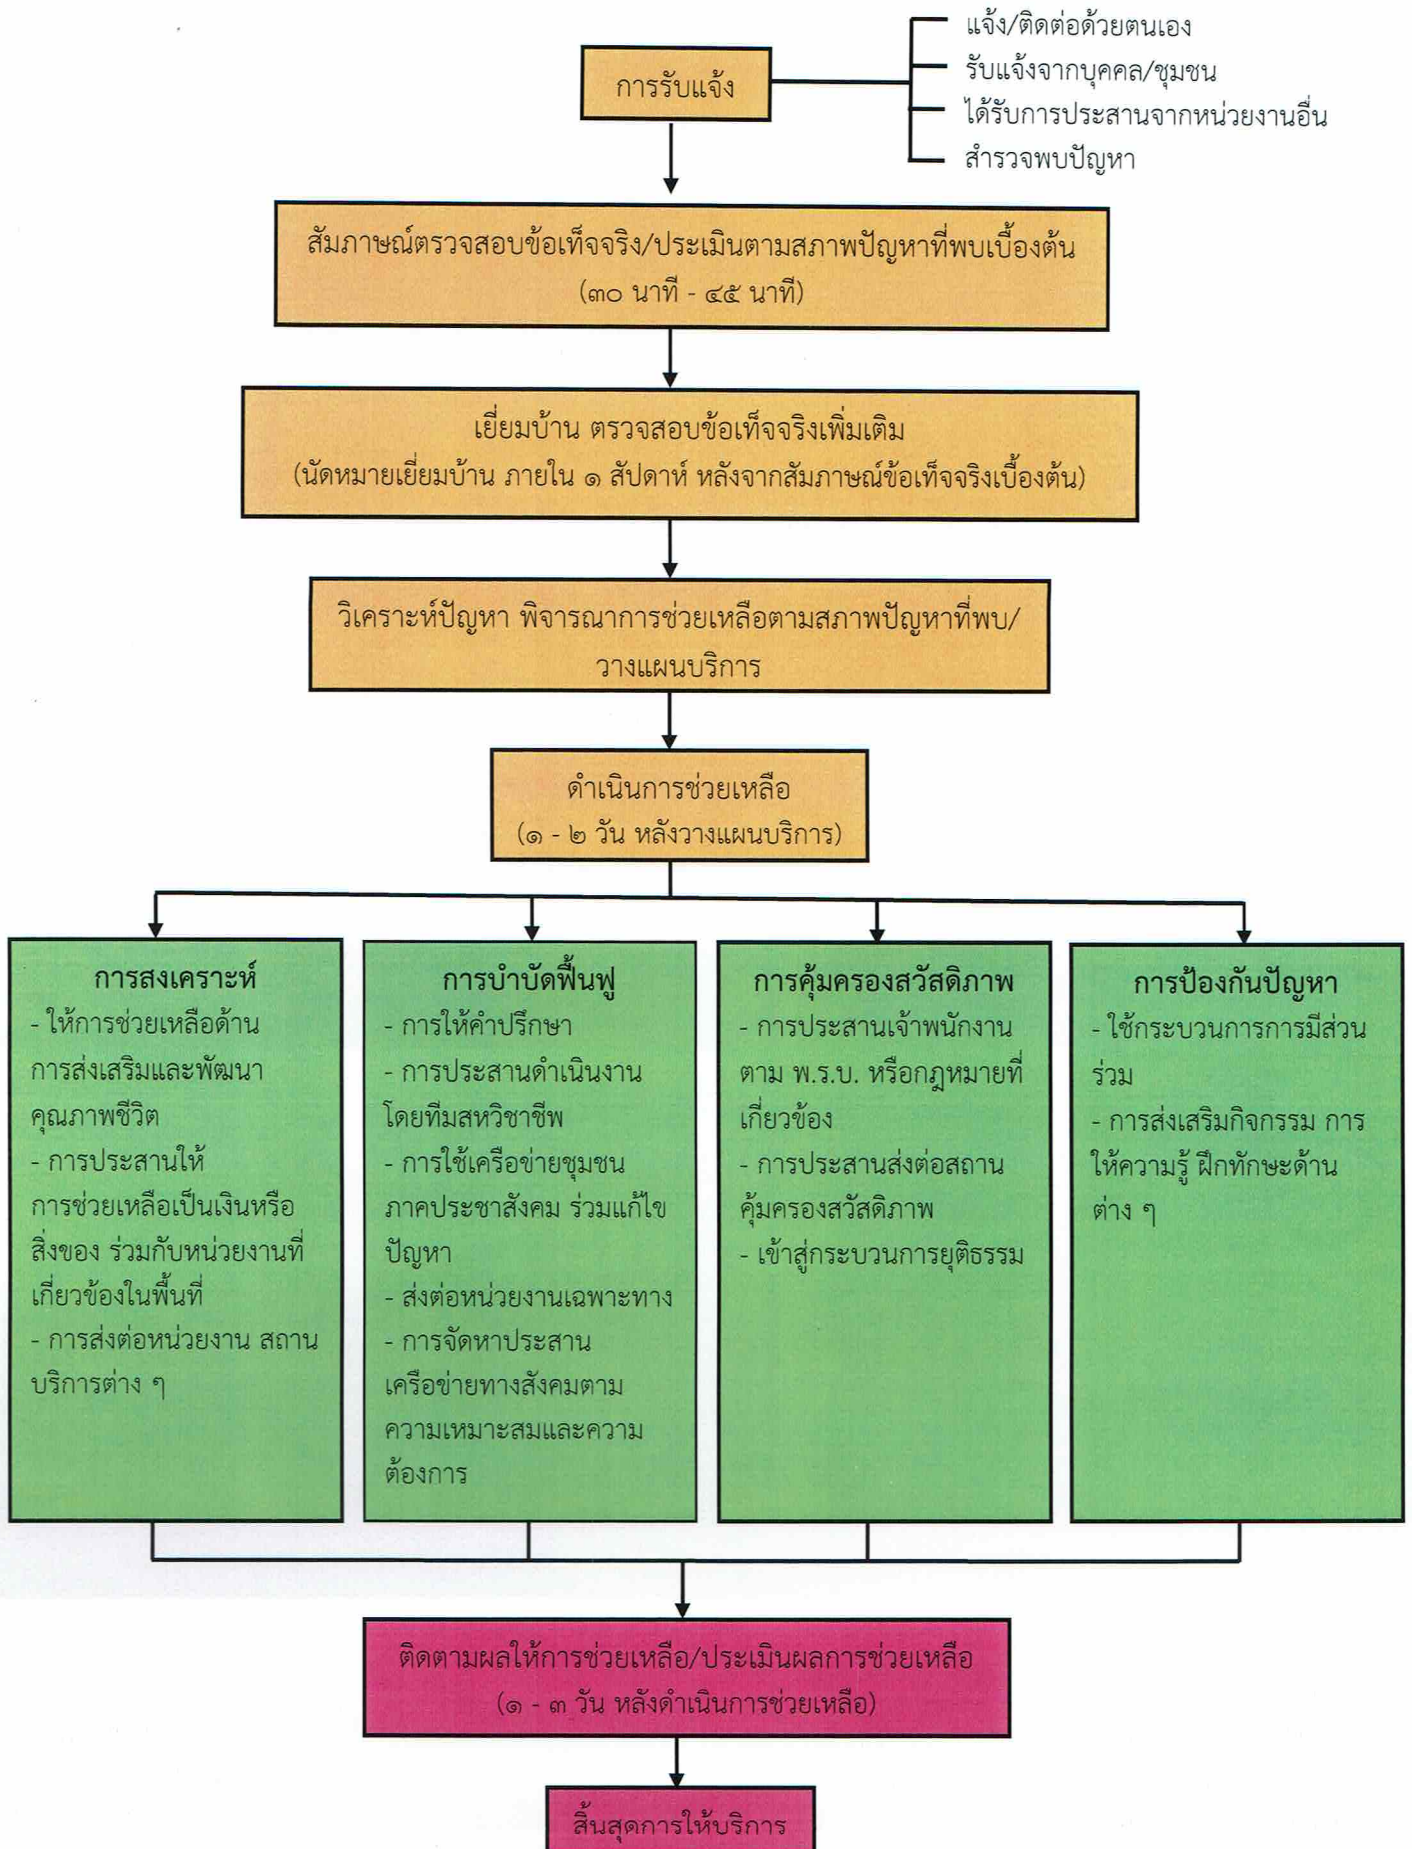 แจ้ง/ติดต่อด้วยตนเอง
การรับแจ้ง
รับแจ้งจากบุคคล/ชุมชน
ได้รับการประสานจากหน่วยงานอื่น
สำรวจพบปัญหา
สัมภาษณ์ตรวจสอบข้อเท็จจริง/ประเมินตามสภาพปัญหาที่พบเบื้องต้น
(๓๐ นาที - ๔๕ นาที)
เยี่ยมบ้าน ตรวจสอบข้อเท็จจริงเพิ่มเติม
(นัดหมายเยี่ยมบ้าน ภายใน ๑ สัปดาห์ หลังจากสัมภาษณ์ข้อเท็จจริงเบื้องต้น)
วิเคราะห์ปัญหา พิจารณาการช่วยเหลือตามสภาพปัญหาที่พบ/
วางแผนบริการ
ดำเนินการช่วยเหลือ
(๑ - ๒ วัน หลังวางแผนบริการ)
การสงเคราะห์
- ให้การช่วยเหลือด้าน
การส่งเสริมและพัฒนา
คุณภาพชีวิต
- การประสานให้
การช่วยเหลือเป็นเงินหรือ
สิ่งของ ร่วมกับหน่วยงานที่
เกี่ยวข้องในพื้นที่
- การส่งต่อหน่วยงาน สถาน
บริการต่าง ๆ
การบำบัดฟื้นฟู
- การให้คำปรึกษา
- การประสานดำเนินงาน
โดยทีมสหวิชาชีพ
- การใช้เครือข่ายชุมชน
ภาคประชาสังคม ร่วมแก้ไข
ปัญหา
- ส่งต่อหน่วยงานเฉพาะทาง
- การจัดหาประสาน
เครือข่ายทางสังคมตาม
ความเหมาะสมและความ
ต้องการ
การคุ้มครองสวัสดิภาพ
- การประสานเจ้าพนักงาน
ตาม พ.ร.บ. หรือกฎหมายที่
เกี่ยวข้อง
- การประสานส่งต่อสถาน
คุ้มครองสวัสดิภาพ
- เข้าสู่กระบวนการยุติธรรม
การป้องกันปัญหา
- ใช้กระบวนการการมีส่วน
ร่วม
- การส่งเสริมกิจกรรม การ
ให้ความรู้ ฝึกทักษะด้าน
ต่าง ๆ
ติดตามผลให้การช่วยเหลือ/ประเมินผลการช่วยเหลือ
(๑ - ๓ วัน หลังดำเนินการช่วยเหลือ)
สิ้นสุดการให้บริการ